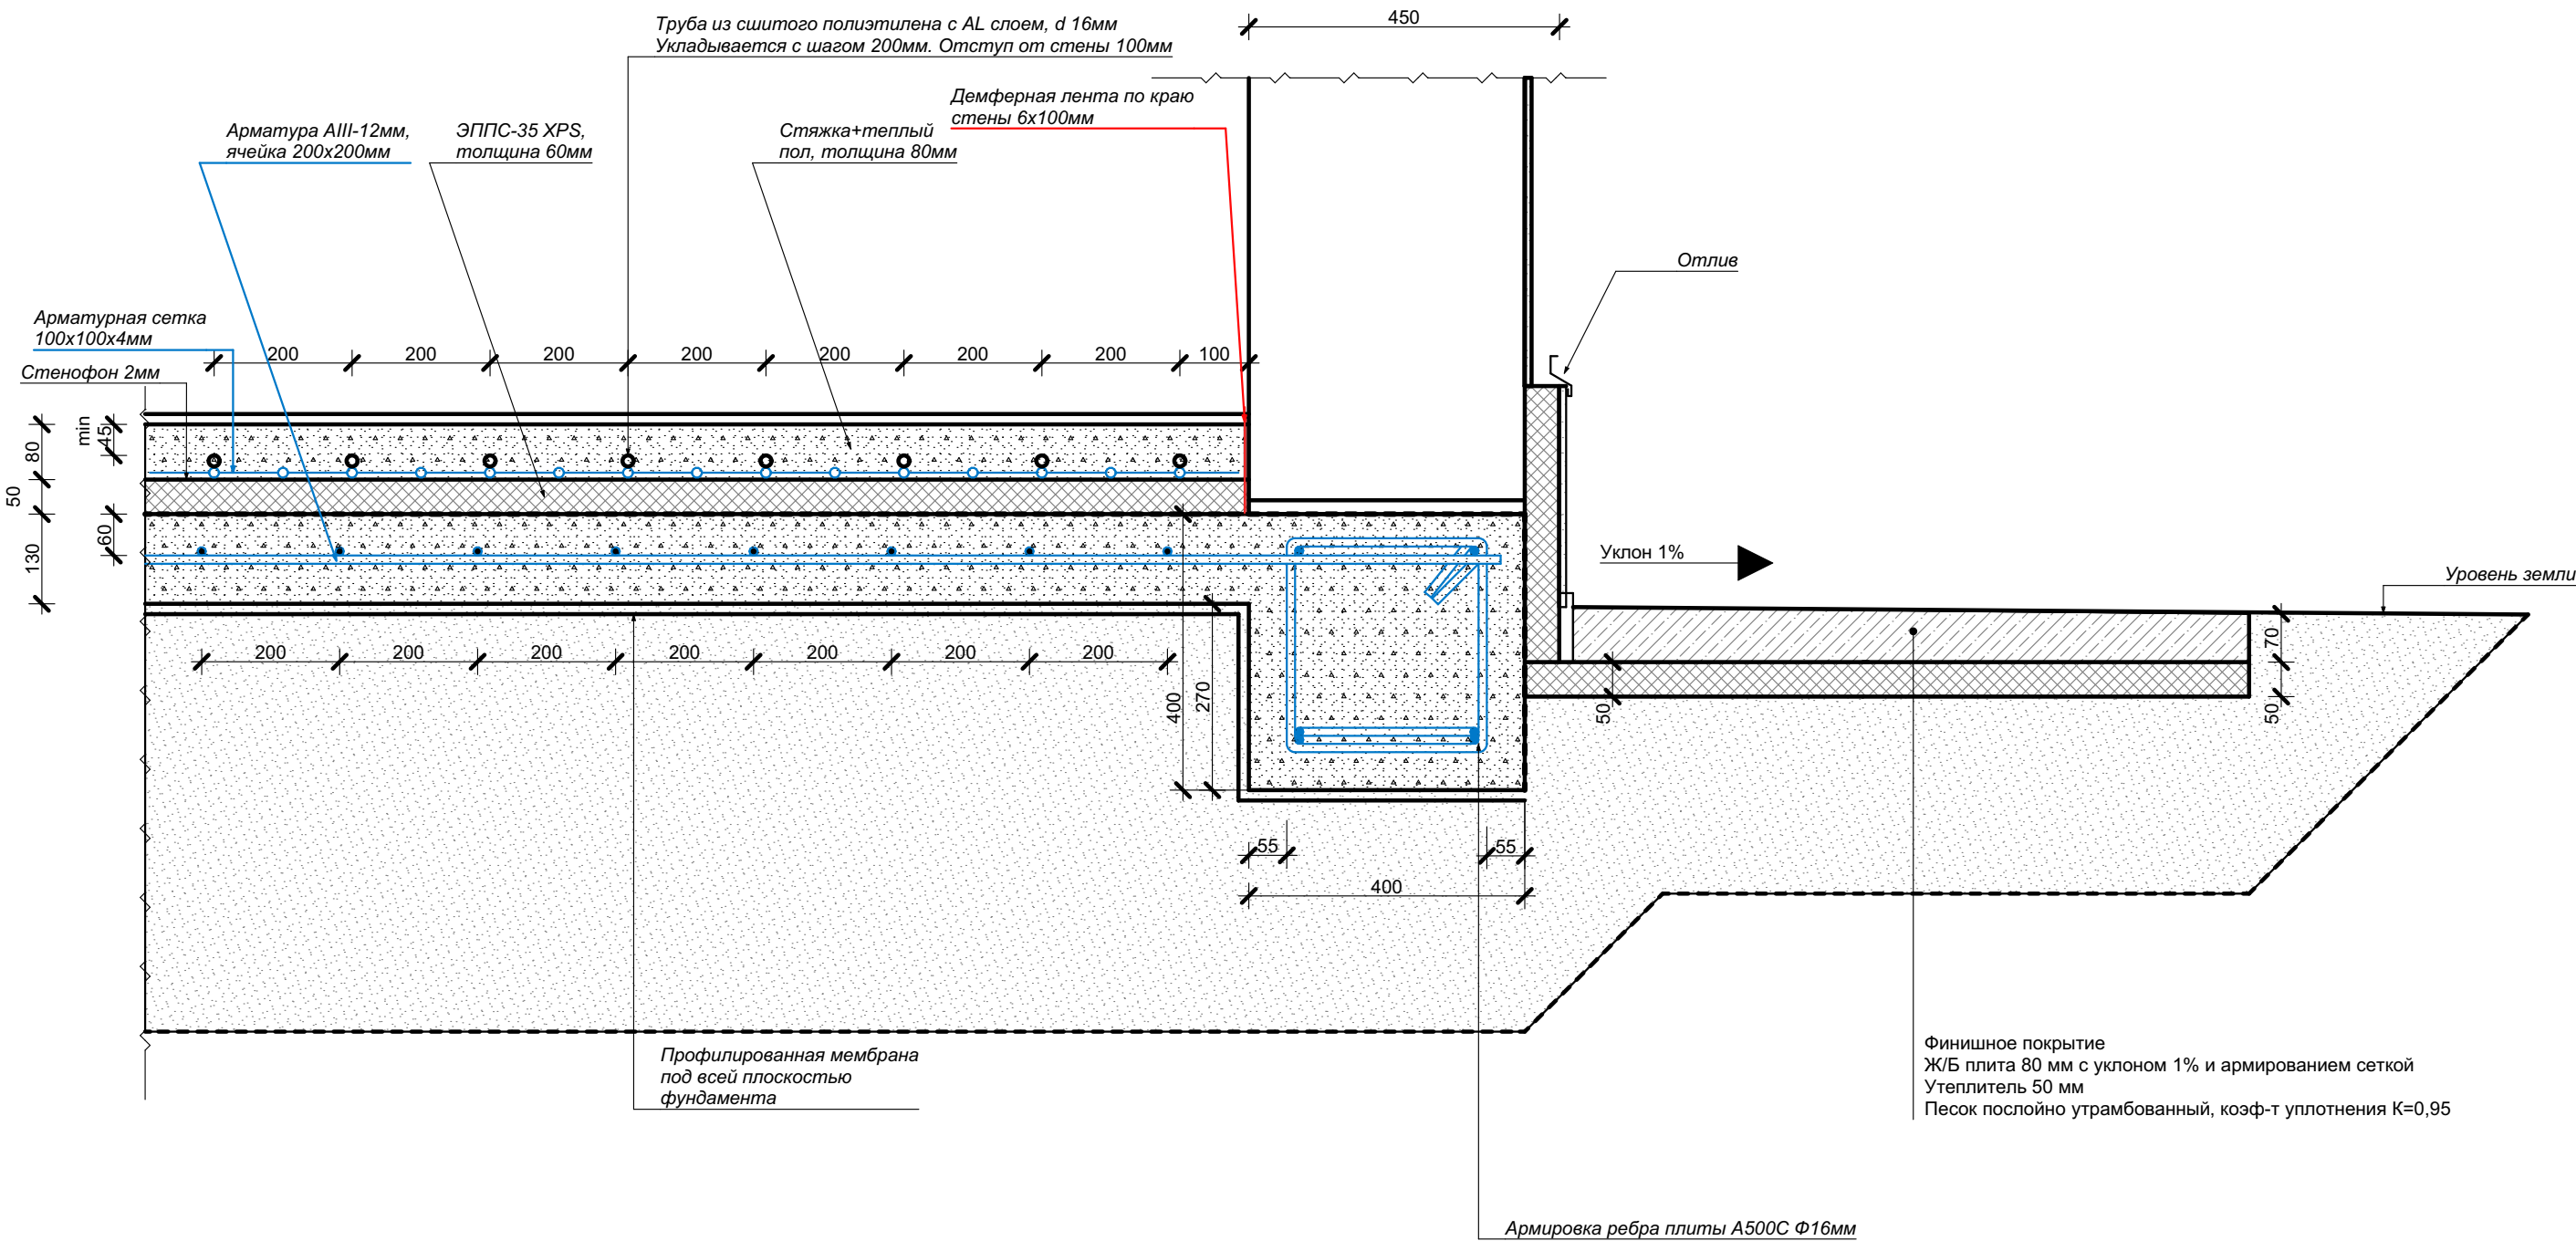 450
Труба из сшитого полиэтилена с AL слоем, d 16мм
Укладывается с шагом 200мм. Отступ от стены 100мм
Демферная лента по краю
стены 6х100мм
Арматура АIII-12мм,
ячейка 200х200мм
ЭППС-35 XPS,
толщина 60мм
Стяжка+теплый
пол, толщина 80мм
Отлив
Арматурная сетка
100х100х4мм
Стенофон 2мм
200
200
200
200
200
200
200
100
80
min
45
50
60
130
Уклон 1%
Уровень земли
200
200
200
200
200
200
200
400
270
50
70
50
55
55
400
Профилированная мембрана
под всей плоскостью
фундамента
Финишное покрытие
Ж/Б плита 80 мм с уклоном 1% и армированием сеткой
Утеплитель 50 мм
Песок послойно утрамбованный, коэф-т уплотнения К=0,95
Армировка ребра плиты А500С Ф16мм